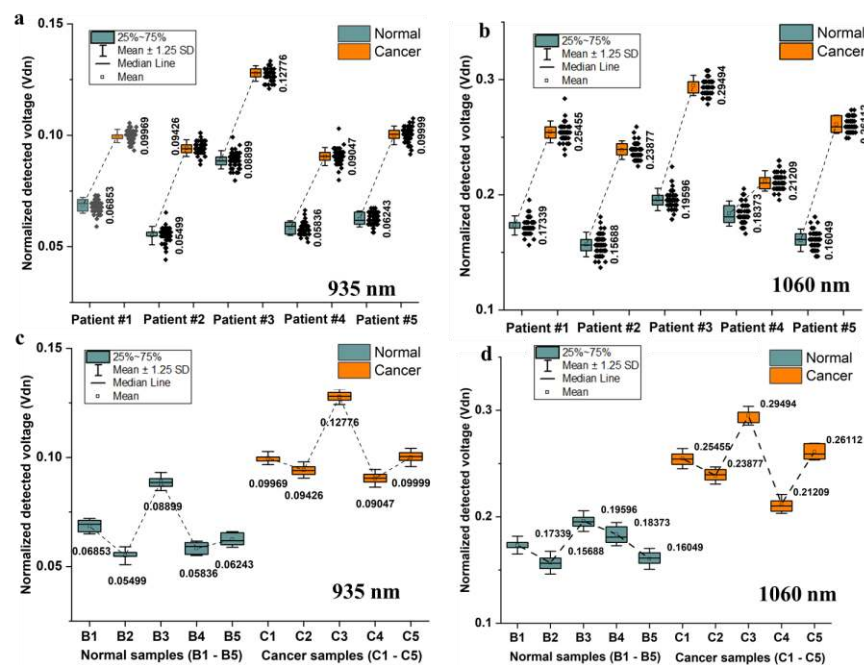 a
0.15
0.10
0.05
Normalized detected voltage (Vdn)
25%~75%
Mean ± 1.25 SD
Median Line
Mean
Normal
Cancer
0.06853
0.09969
0.05499
0.09426
0.08899
0.12776
0.05836
0.09047
0.06243
0.09999
935 nm
Patient #1 Patient #2 Patient #3 Patient #4 Patient #5
b
0.3
0.2
0.1
Normalized detected voltage (Vdn)
25%~75%
Mean ± 1.25 SD
Median Line
Mean
Normal
Cancer
0.17339
0.25455
0.15688
0.23877
0.19596
0.29494
0.18373
0.21209
0.16049
1060 nm
Patient #1 Patient #2 Patient #3 Patient #4 Patient #5
c
0.15
0.10
0.05
Normalized detected voltage (Vdn)
25%~75%
Mean ± 1.25 SD
Median Line
Mean
Normal
Cancer
0.06853
0.05499
0.08899
0.05836
0.06243
0.09969
0.09426
0.12776
0.09047
0.09999
935 nm
B1 B2 B3 B4 B5 C1 C2 C3 C4 C5
Normal samples (B1 - B5) Cancer samples (C1 - C5)
d
0.3
0.2
0.1
Normalized detected voltage (Vdn)
25%~75%
Mean ± 1.25 SD
Median Line
Mean
Normal
Cancer
0.17339
0.15688
0.19596
0.18373
0.16049
0.25455
0.23877
0.29494
0.21209
0.26112
1060 nm
B1 B2 B3 B4 B5 C1 C2 C3 C4 C5
Normal samples (B1 - B5) Cancer samples (C1 - C5)